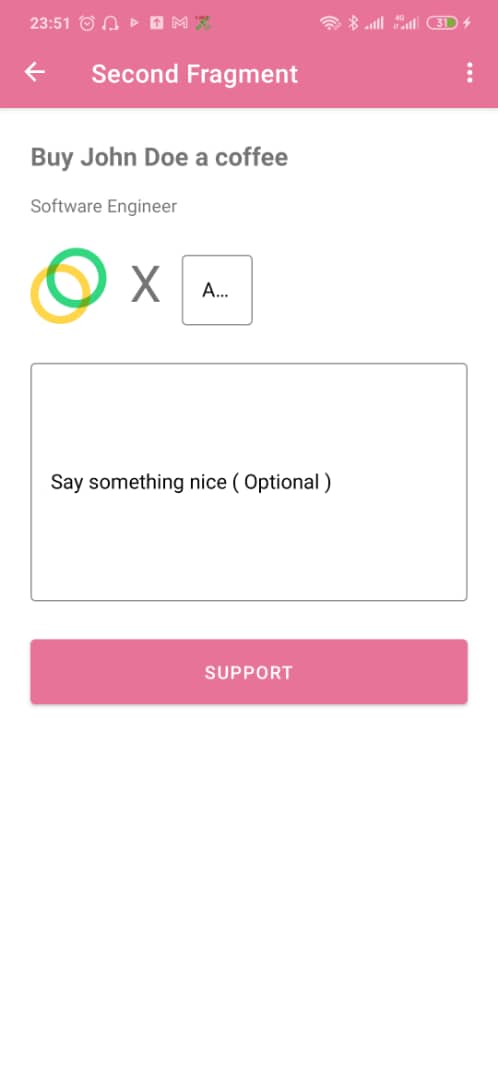 23:51 4G 31
Second Fragment
Buy John Doe a coffee
Software Engineer
X A...
Say something nice ( Optional )
SUPPORT